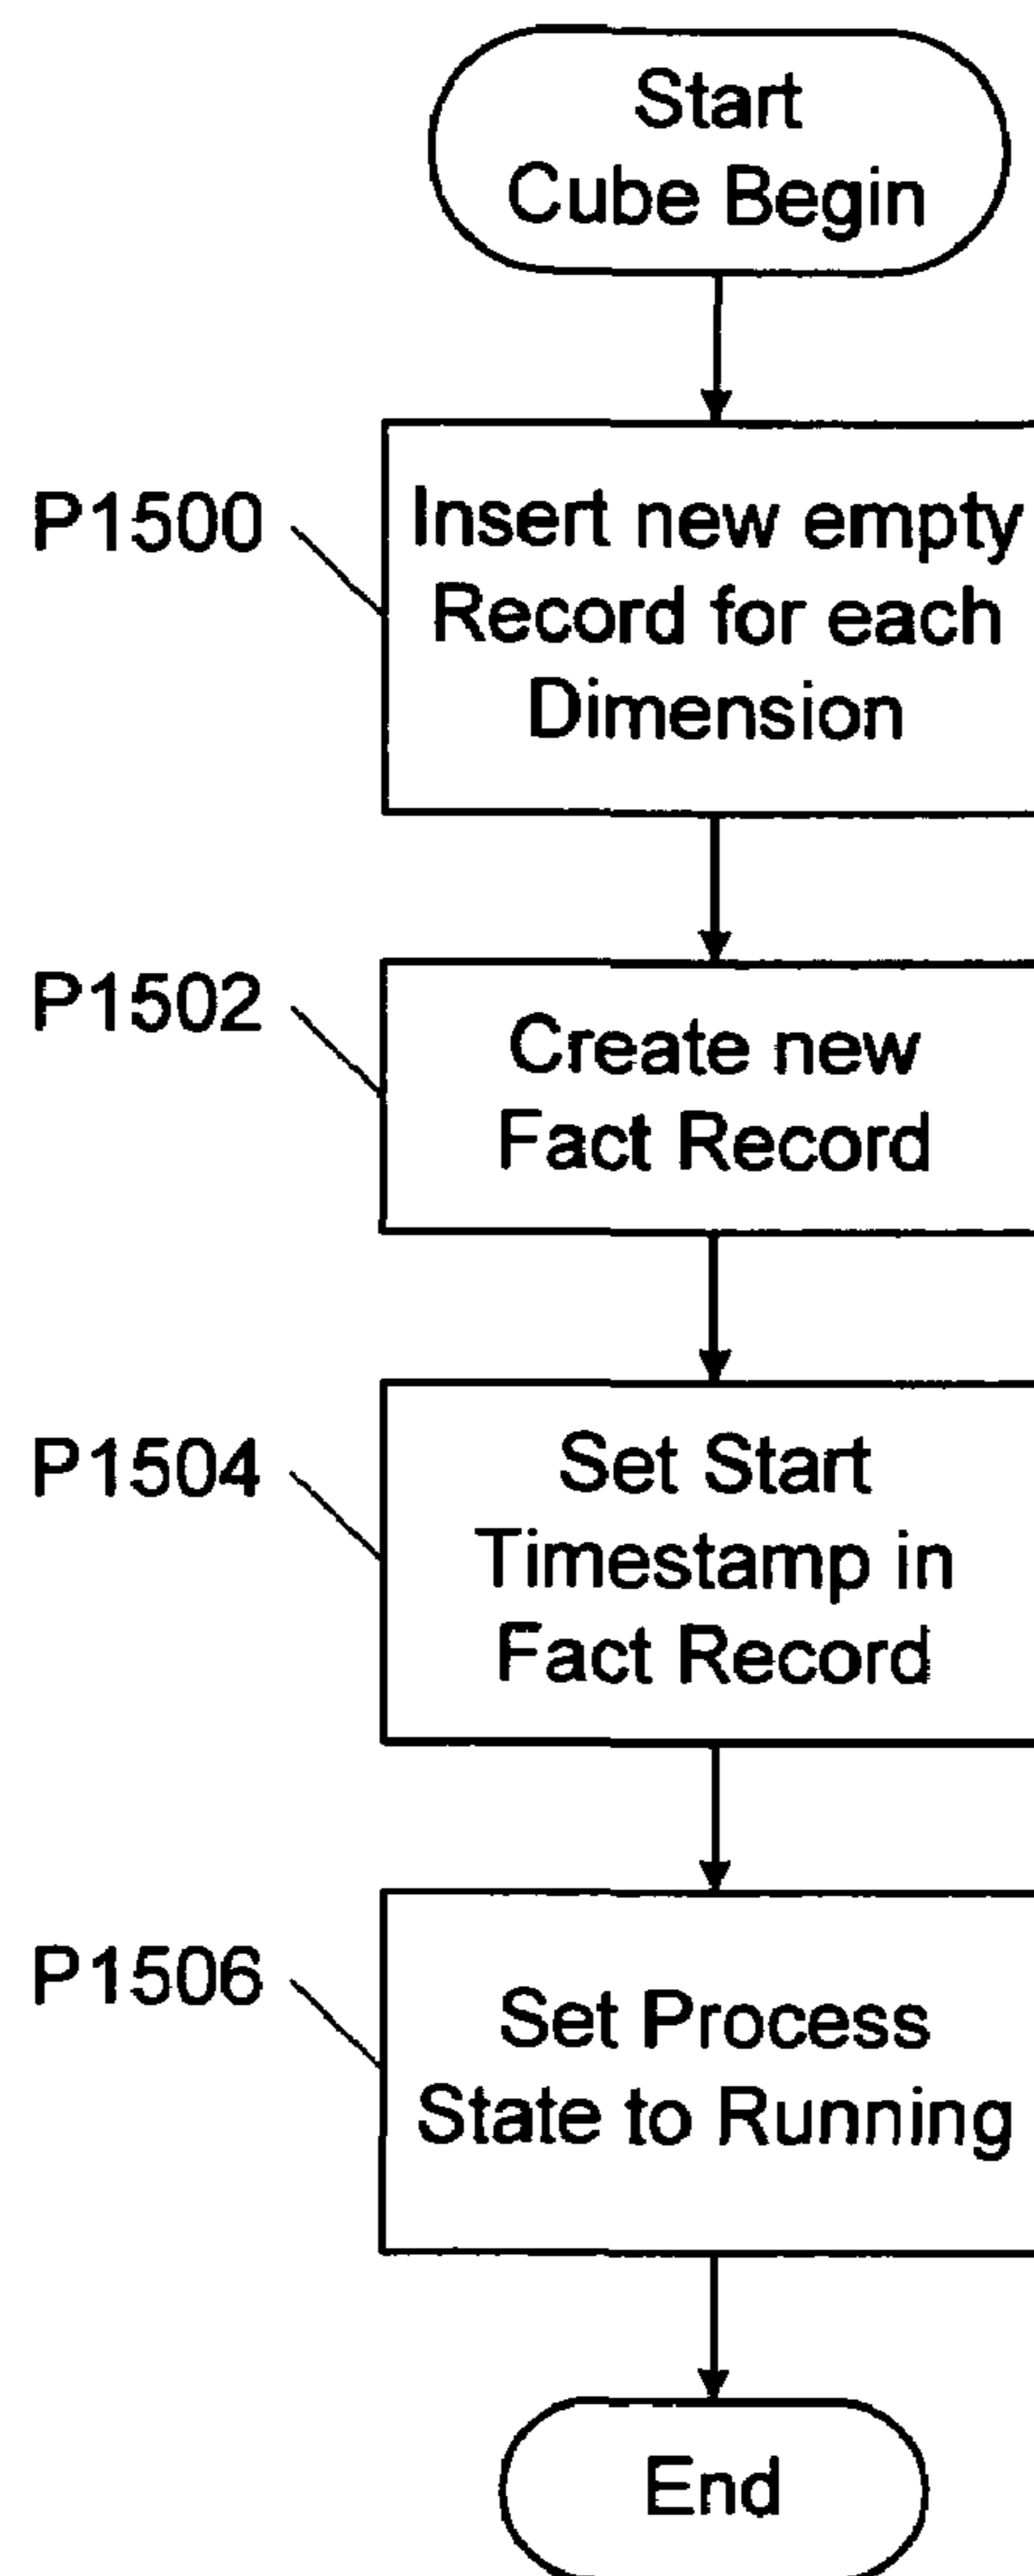 Start
Cube Begin
P1500
Insert new empty
Record for each
Dimension
P1502
Create new
Fact Record
P1504
Set Start
Timestamp in
Fact Record
P1506
Set Process
State to Running
End